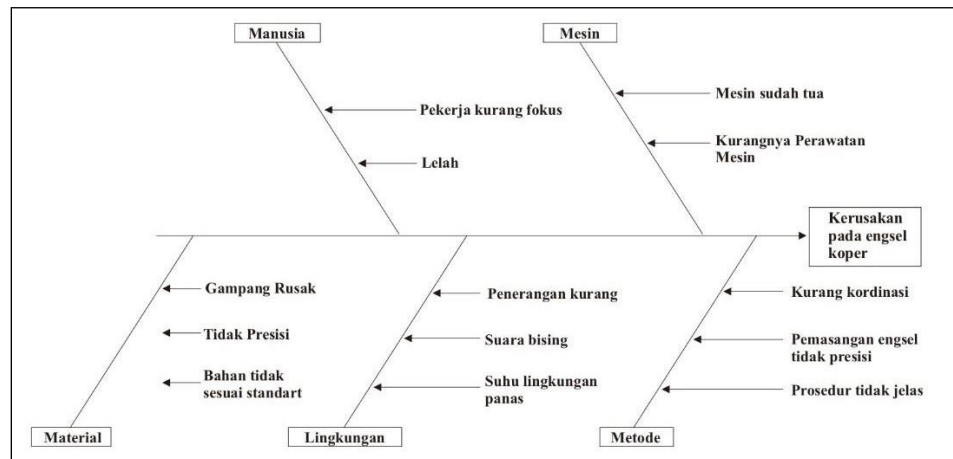 Manusia
Mesin
Pekerja kurang fokus
Lelah
Mesin sudah tua
Kurangnya Perawatan
Mesin
Kerusakan
pada engsel
koper
Gampang Rusak
Tidak Presisi
Bahan tidak
sesuai standart
Penerangan kurang
Suara bising
Suhu lingkungan
panas
Kurang kordinasi
Pemasangan engsel
tidak presisi
Prosedur tidak jelas
Material
Lingkungan
Metode